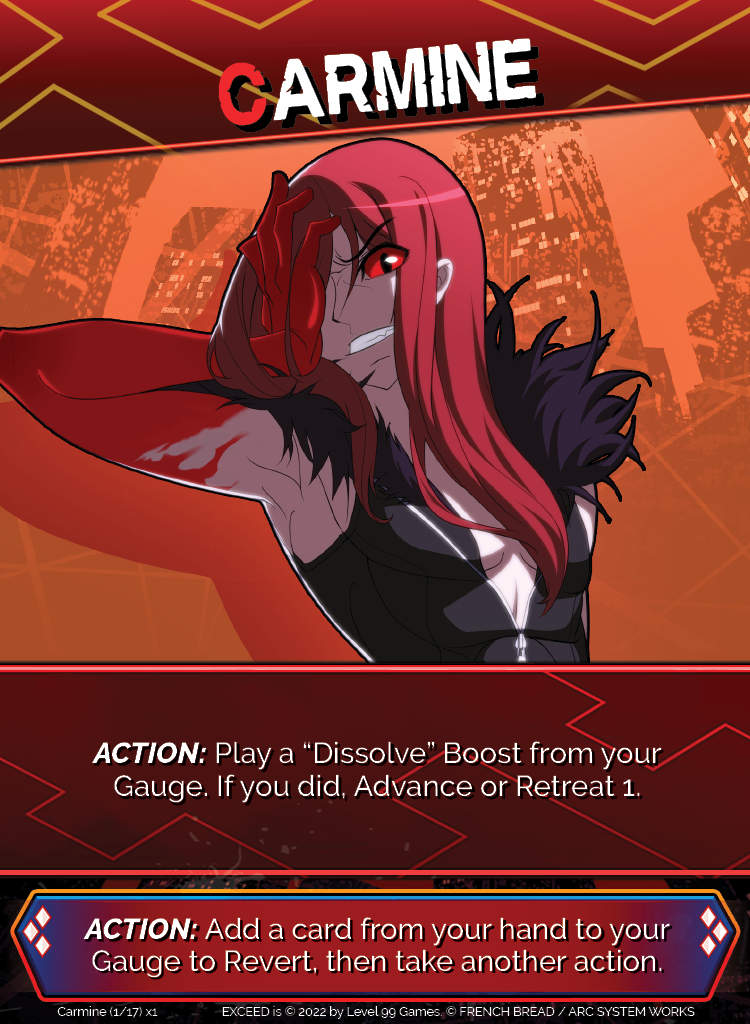 CARMINE
ACTION: Play a “Dissolve” Boost from your
Gauge. If you did, Advance or Retreat 1.
ACTION: Add a card from your hand to your
Gauge to Revert, then take another action.
Carmine (1/17) x1
EXCEED is © 2022 by Level 99 Games, © FRENCH BREAD / ARC SYSTEM WORKS